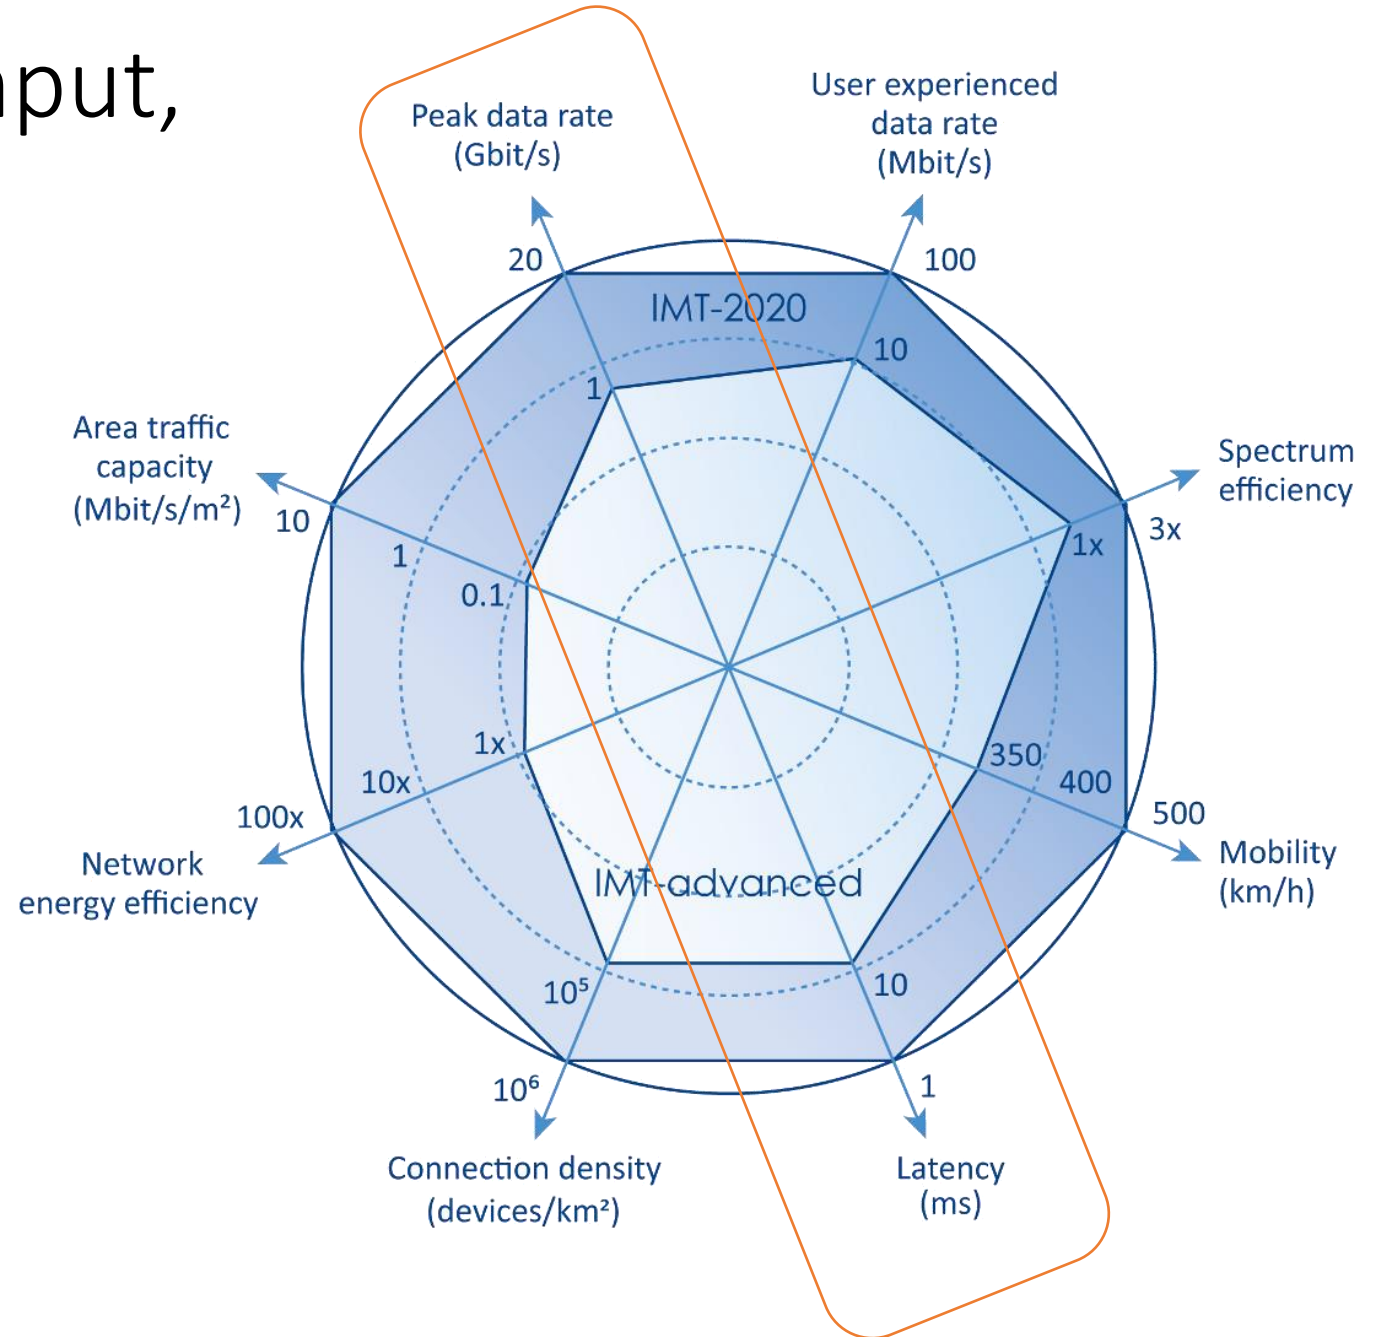 Peak data rate
(Gbit/s)
User experienced
data rate
(Mbit/s)
20
100
IMT-2020
10
1
Area traffic
capacity
(Mbit/s/m²)
10
1
0.1
Spectrum
efficiency
3x
1x
1x
10x
100x
Network
energy efficiency
350
400
500
Mobility
(km/h)
IMT-advanced
10⁵
10⁶
10
1
Connection density
(devices/km²)
Latency
(ms)